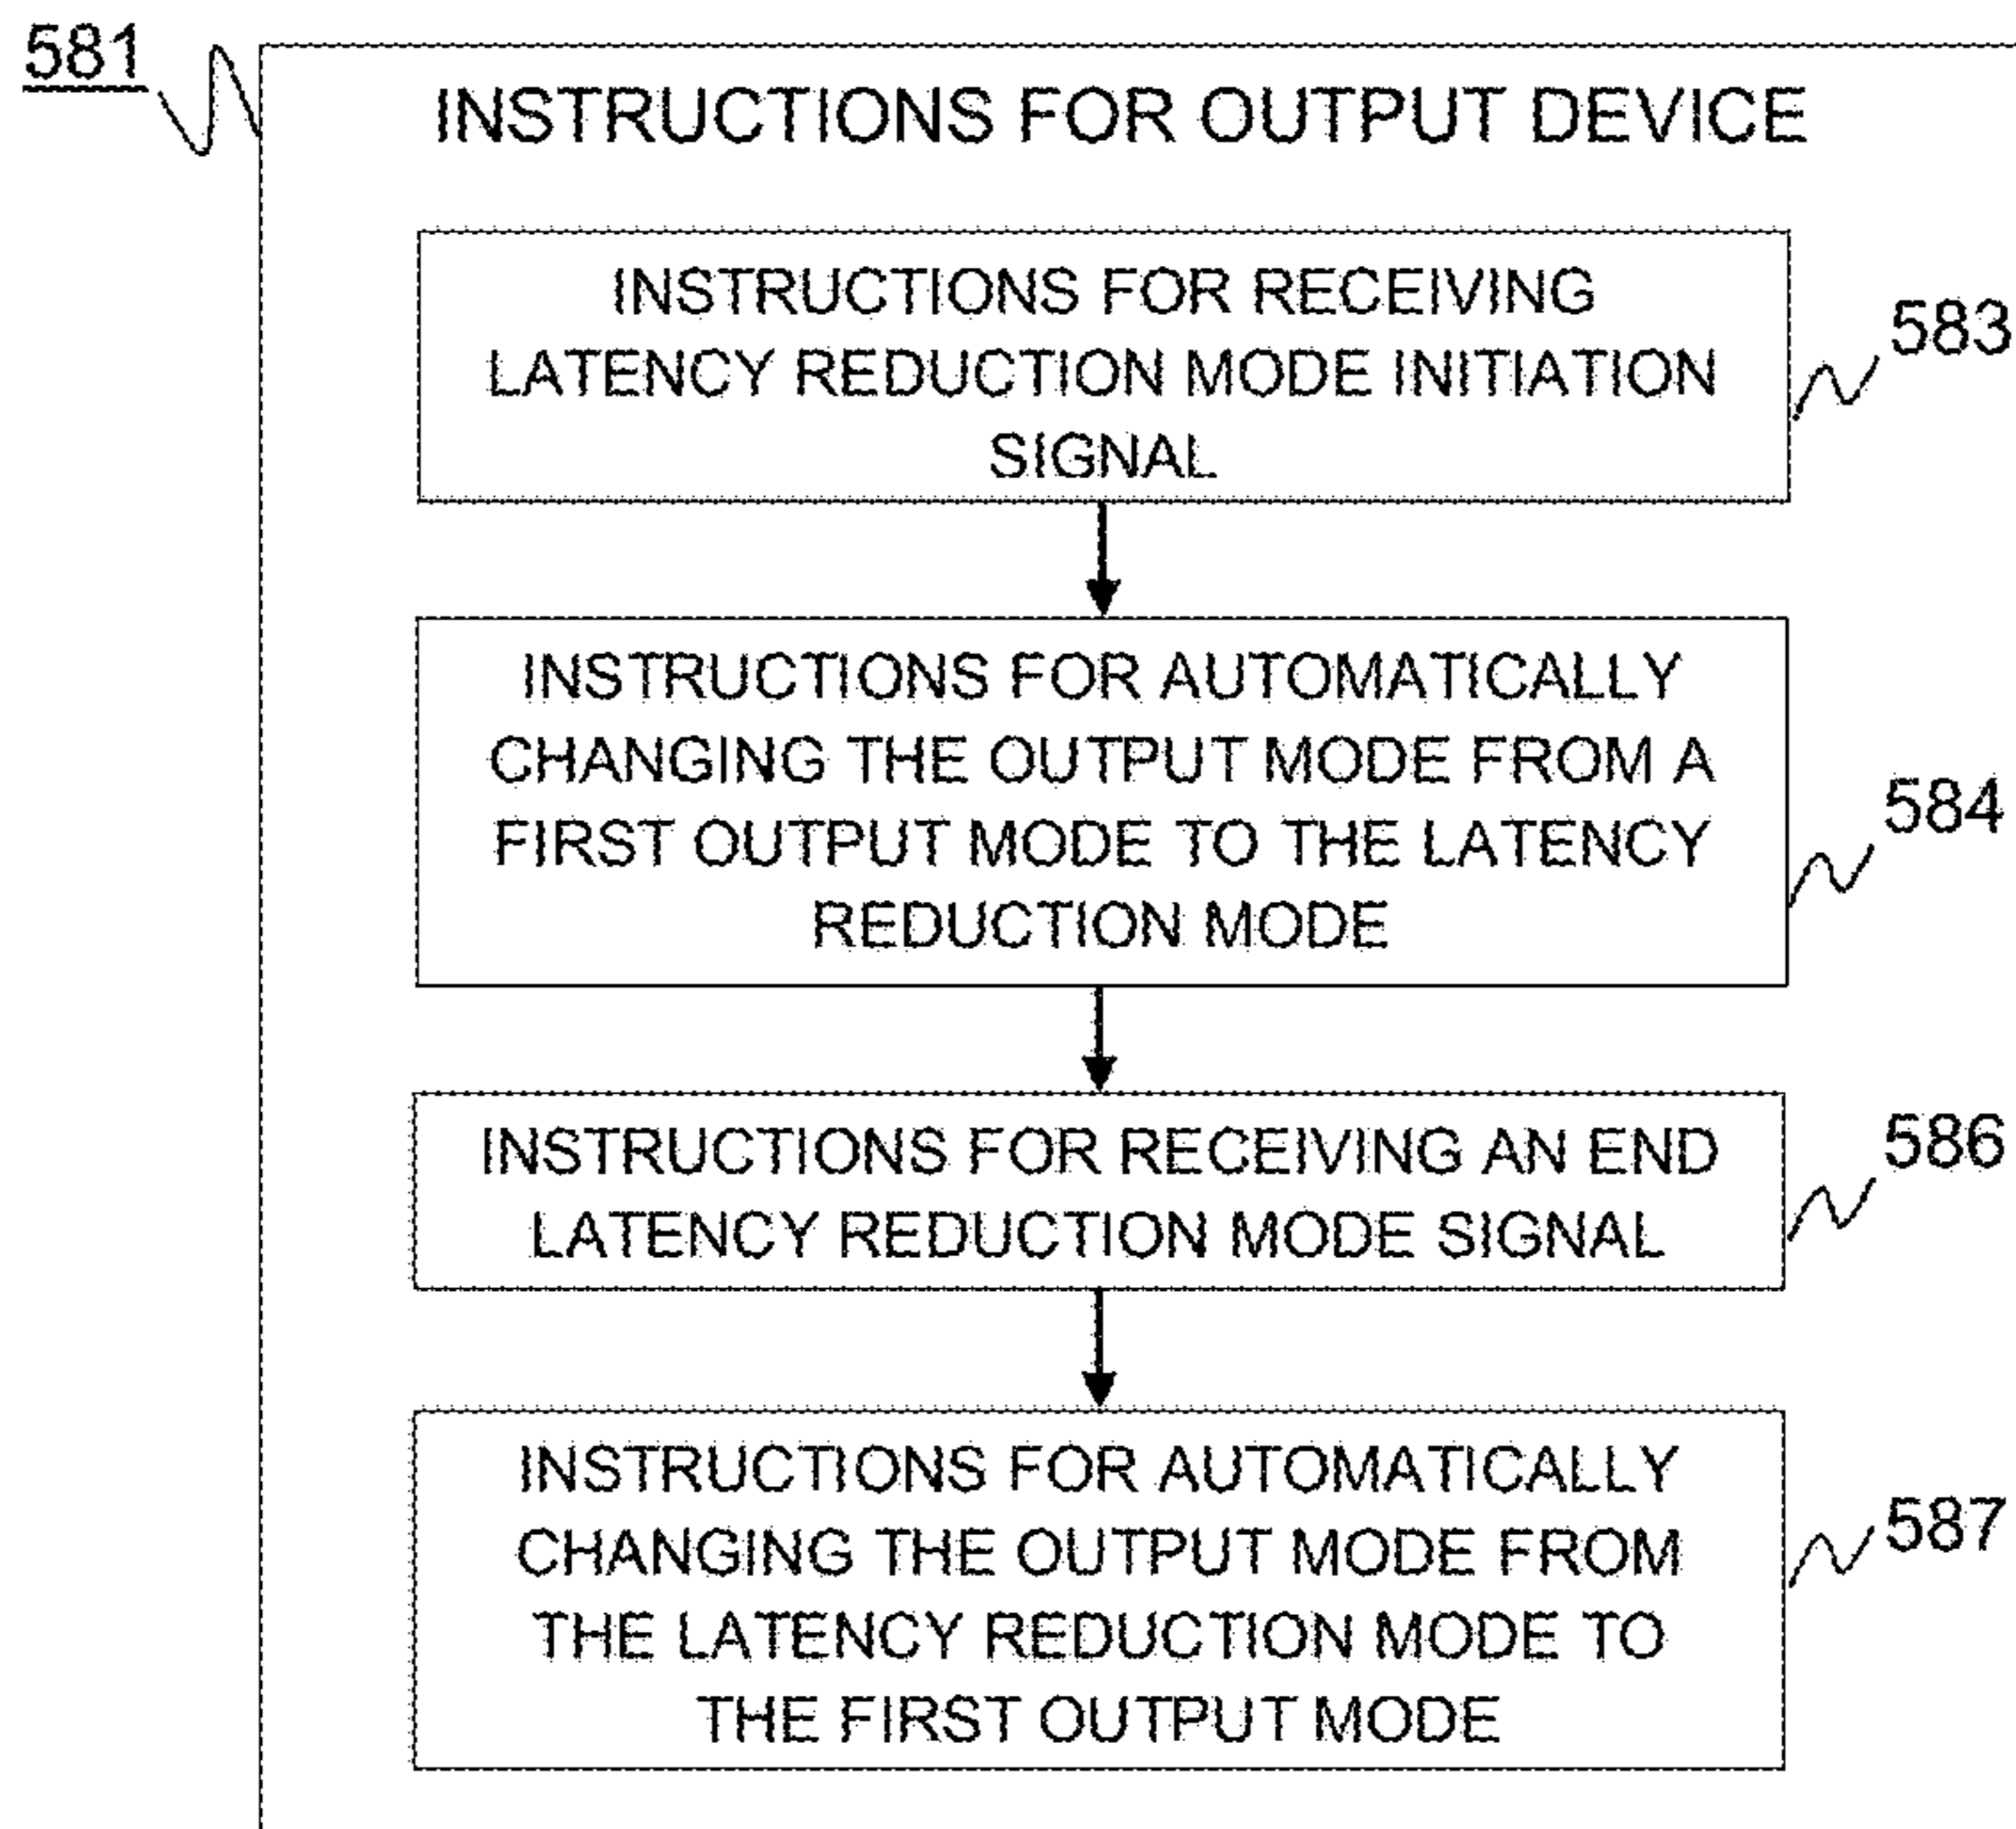 581
INSTRUCTIONS FOR OUTPUT DEVICE
INSTRUCTIONS FOR RECEIVING
LATENCY REDUCTION MODE INITIATION
SIGNAL
583
INSTRUCTIONS FOR AUTOMATICALLY
CHANGING THE OUTPUT MODE FROM A
FIRST OUTPUT MODE TO THE LATENCY
REDUCTION MODE
584
INSTRUCTIONS FOR RECEIVING AN END
LATENCY REDUCTION MODE SIGNAL
586
INSTRUCTIONS FOR AUTOMATICALLY
CHANGING THE OUTPUT MODE FROM
THE LATENCY REDUCTION MODE TO
THE FIRST OUTPUT MODE
587